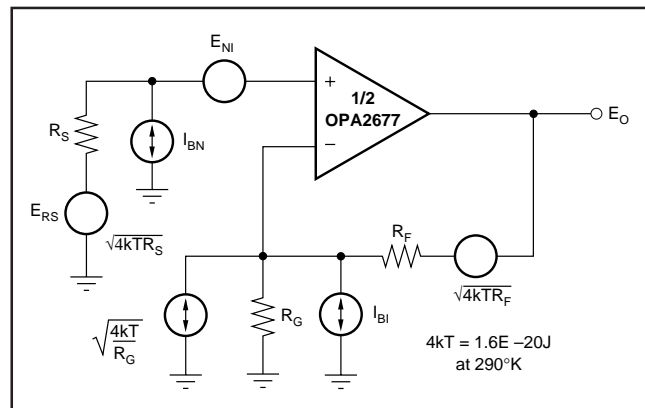 E_NI
1/2
OPA2677
+
−
E_O
R_S
I_BN
E_RS
√4kTR_S
R_F
√4kTR_F
√4kT/R_G
R_G
I_BI
4kT = 1.6E –20J
at 290°K